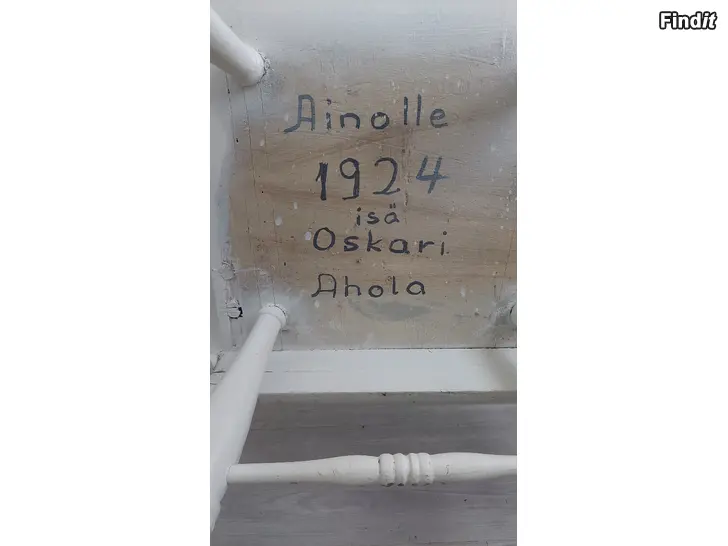 Findit
Ainolle
1924
isä
Oskari
Ahola